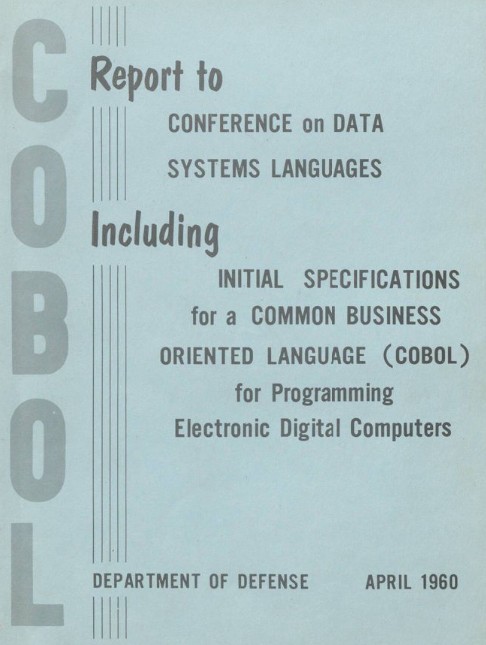 COBOL
Report to
CONFERENCE on DATA
SYSTEMS LANGUAGES
Including
INITIAL SPECIFICATIONS
for a COMMON BUSINESS
ORIENTED LANGUAGE (COBOL)
for Programming
Electronic Digital Computers
DEPARTMENT OF DEFENSE APRIL 1960